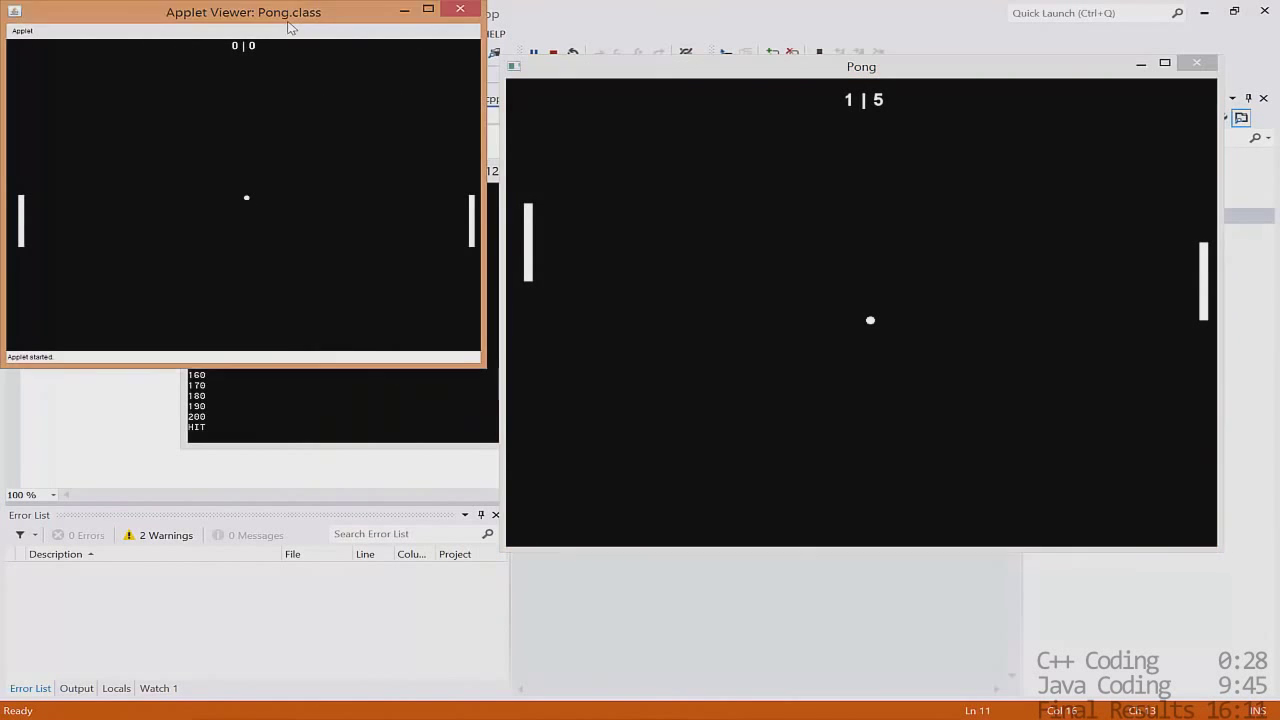 Applet Viewer: Pong.class
Applet
0 | 0
Applet started.
Quick Launch (Ctrl+Q)
HELP
Pong
1 | 5
12
160
170
180
190
200
HIT
100 %
Error List
0 Errors
2 Warnings
0 Messages
Search Error List
Description
File
Line
Colu...
Project
Error List
Output
Locals
Watch 1
C++ Coding 0:28
Java Coding 9:45
Final Results 16:11
Ready
Ln 11
Col 16
Ch 13
INS